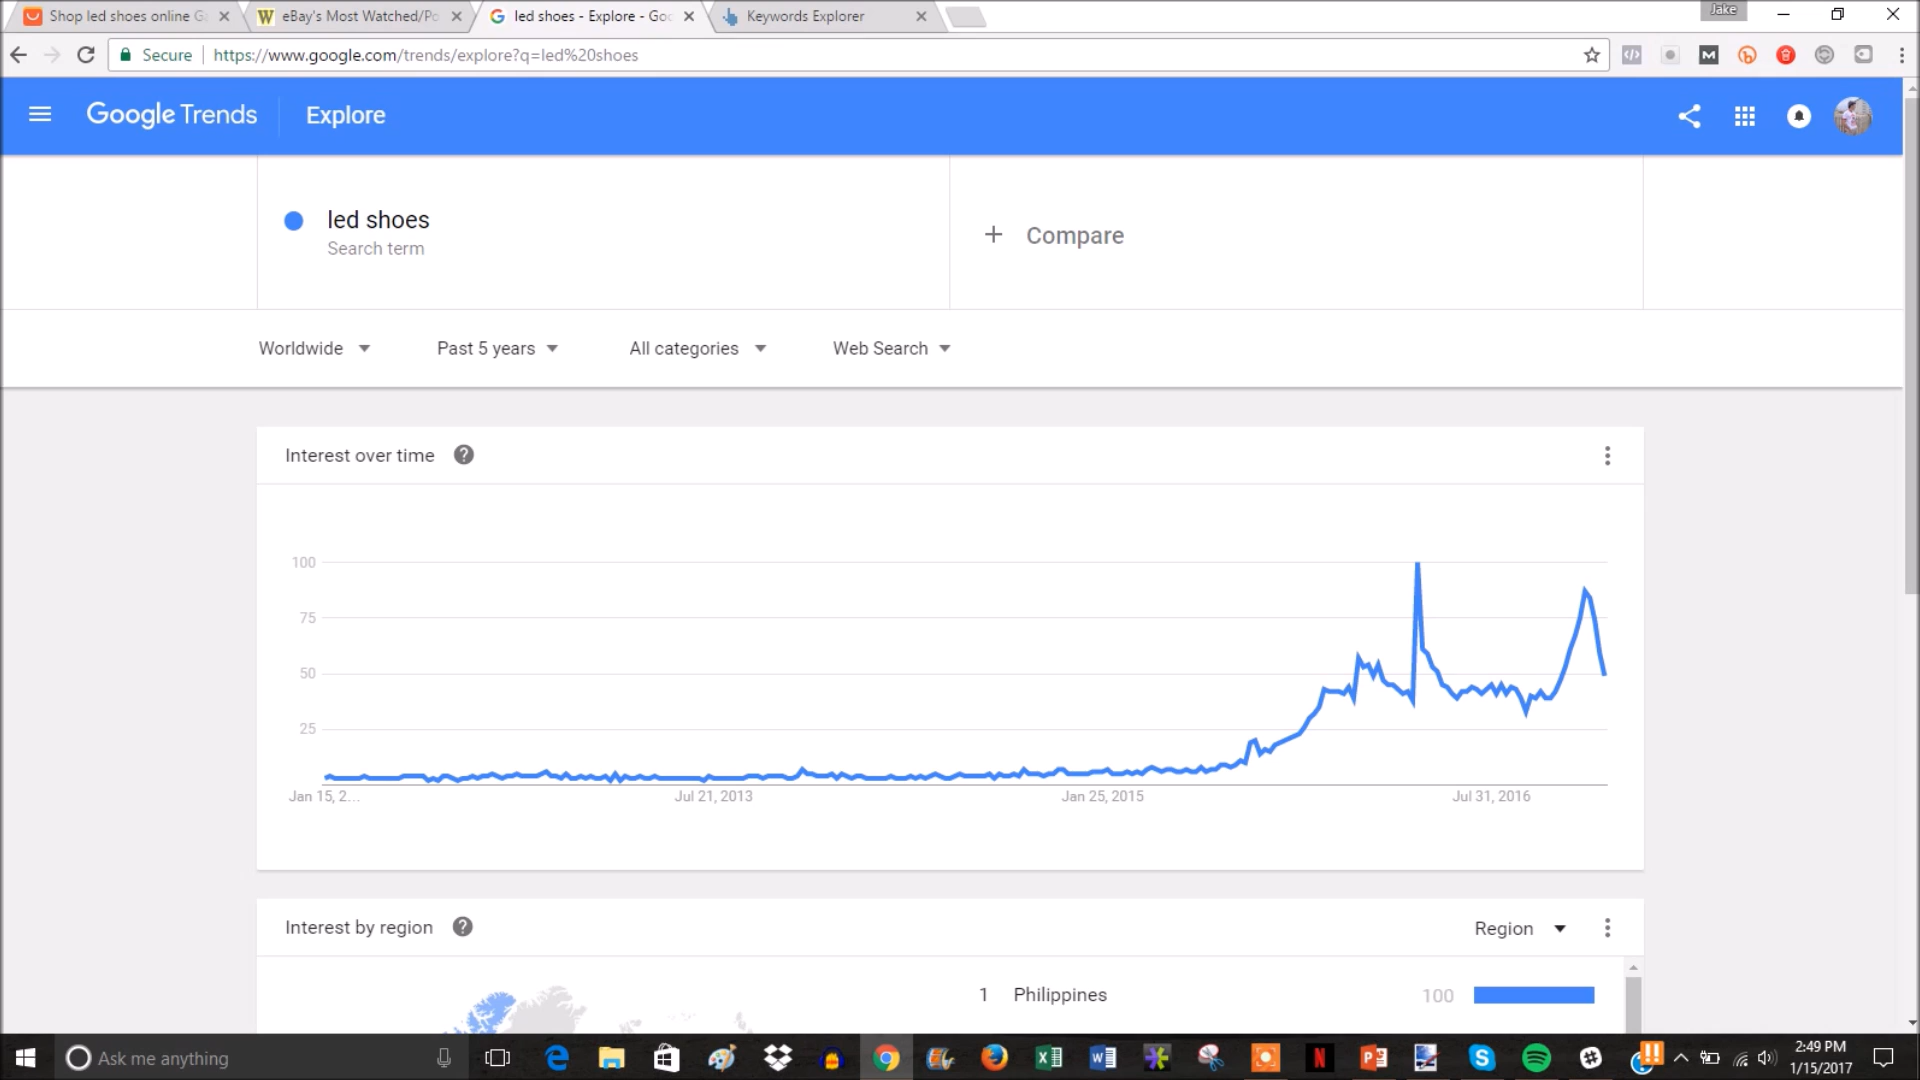 Shop led shoes online G
eBay's Most Watched/Po
led shoes - Explore - Goo
Keywords Explorer
Jake
Secure
https://www.google.com/trends/explore?q=led%20shoes
Google Trends
Explore
led shoes
Search term
+ Compare
Worldwide
Past 5 years
All categories
Web Search
Interest over time
100
75
50
25
Jan 15, 2...
Jul 21, 2013
Jan 25, 2015
Jul 31, 2016
Interest by region
Region
1 Philippines 100
Ask me anything
2:49 PM
1/15/2017